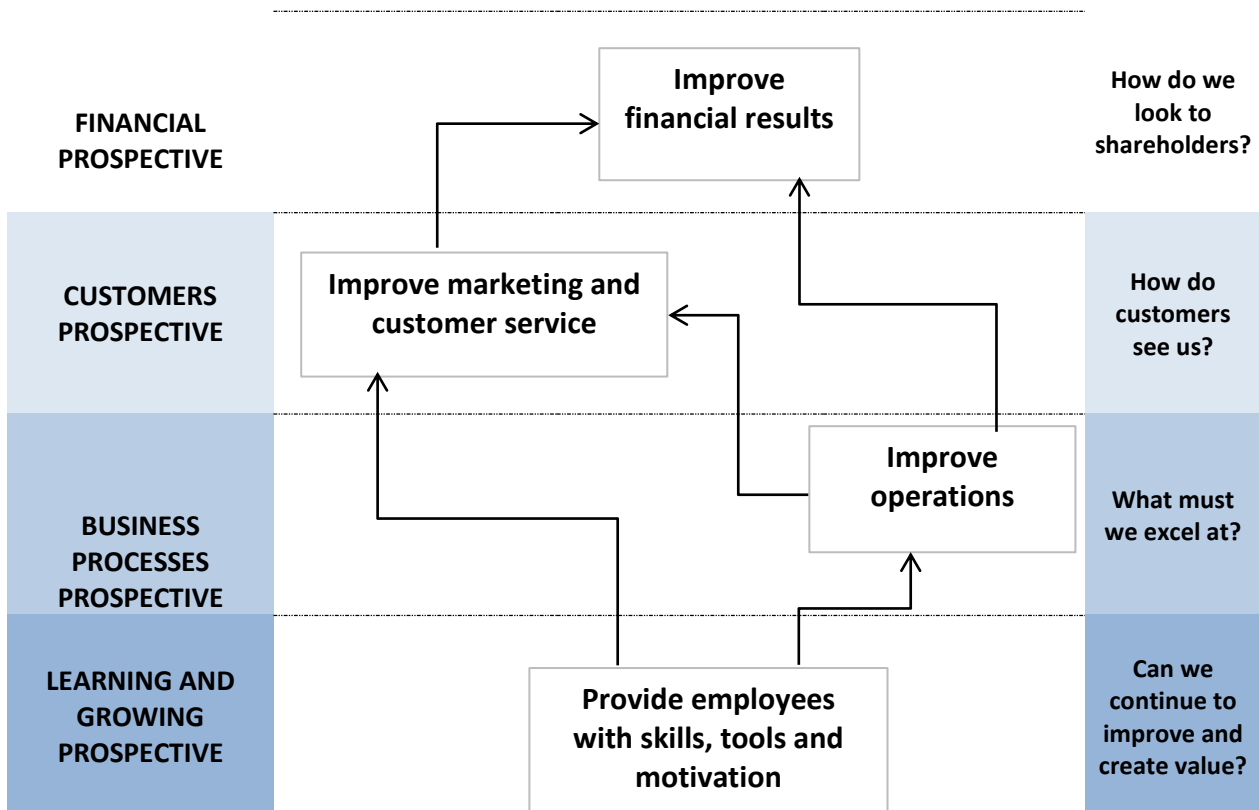 FINANCIAL
PROSPECTIVE
Improve
financial results
How do we
look to
shareholders?
CUSTOMERS
PROSPECTIVE
Improve marketing and
customer service
How do
customers
see us?
BUSINESS
PROCESSES
PROSPECTIVE
Improve
operations
What must
we excel at?
LEARNING AND
GROWING
PROSPECTIVE
Provide employees
with skills, tools and
motivation
Can we
continue to
improve and
create value?